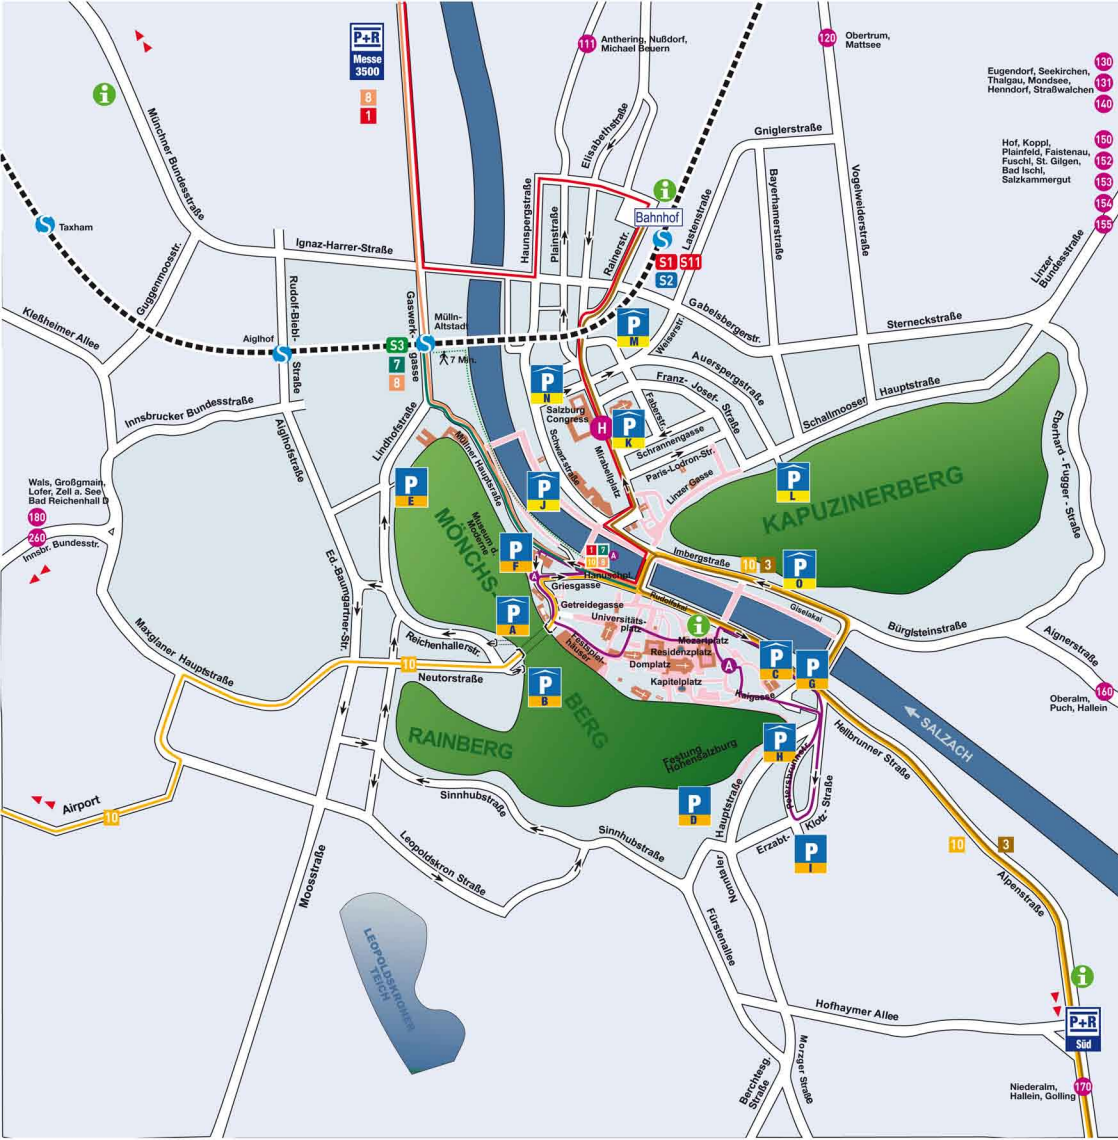 P+R
Messe
3500
8
1
111
Anthering, Nußdorf,
Michael Beuern
120
Obertrum,
Mattsee
130
Eugendorf, Seekirchen,
Thalgau, Mondsee,
Henndorf, Straßwalchen
131
140
150
Hof, Koppl,
Plainfeld, Faistenau,
Fuschl, St. Gilgen,
Bad Ischl,
Salzkammergut
152
153
154
155
i
Münchner Bundesstraße
Elisabethstraße
Gniglerstraße
Bayerhamerstraße
Vogelweiderstraße
Linzer
Bundesstraße
S
Taxham
Guggenmoosstr.
Ignaz-Harrer-Straße
Haunspergstraße
Plainstraße
Rainerstr.
i
Bahnhof
S
Lastenstraße
S1
S11
S2
Kleßheimer Allee
Rudolf-Biebl-
Straße
Gaswerk-
gasse
Mülln-
Altstadt
Aiglhof
S
S3
S
7
8
7 Min.
Gabelsbergerstr.
Sterneckstraße
P
M
Weiserstr.
Auerspergstraße
Franz- Josef- Straße
Faberstr.
Schallmooser Hauptstraße
P
N
Salzburg
Congress
H
P
K
Schrannengasse
Paris-Lodron-Str.
Linzer Gasse
Mirabellplatz
Schwarzstraße
Innsbrucker Bundesstraße
Aiglhofstraße
Lindhofstraße
Müllner Hauptstraße
P
E
P
J
P
L
KAPUZINERBERG
Eberhard - Fugger - Straße
Wals, Großgmain,
Lofer, Zell a. See
Bad Reichenhall D
180
260
Innsbr. Bundesstr.
MÖNCHS-
BERG
Museum d.
Moderne
P
F
1
7
10
8
A
Hanuschpl.
A
Griesgasse
Imbergstraße
10
3
P
O
Giselakai
Rudolfskai
Ed.-Baumgartner-Str.
P
A
Getreidegasse
Universitäts-
platz
i
Mozartplatz
Residenzplatz
Domplatz
Kapitelplatz
Festspiel-
häuser
A
P
C
P
G
Kaigasse
Bürglsteinstraße
Aignerstraße
160
Oberalm,
Puch, Hallein
Maxglaner Hauptstraße
Reichenhallerstr.
10
Neutorstraße
P
B
RAINBERG
Festung
Hohensalzburg
P
H
Petersbrunnstr.
Hellbrunner Straße
SALZACH
Airport
10
Sinnhubstraße
P
D
Hauptstraße
Nonntaler
Erzabt-
Klotz - Straße
P
I
Sinnhubstraße
Leopoldskron Straße
Moosstraße
10
3
Alpenstraße
LEOPOLDSKRONER
TEICH
Fürstenallee
i
Hofhaymer Allee
P+R
Süd
Berchtesg.
Straße
Morzger Straße
Niederalm,
Hallein, Golling
170